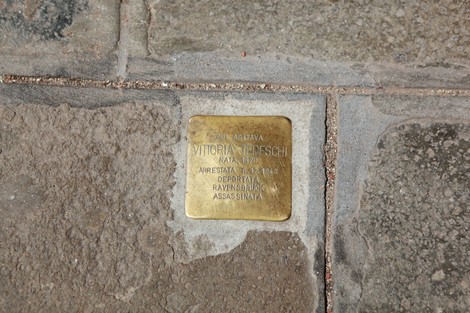 QUI ABITAVA
VITTORIA TEDESCHI
NATA
ARRESTATA
DEPORTATA
RAVENSBRÜCK
ASSASSINATA